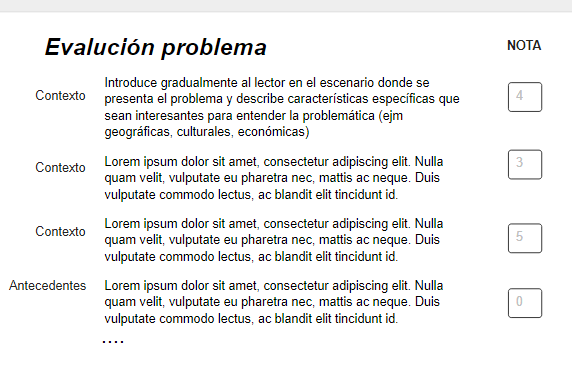 Evalución problema
NOTA
Contexto
Introduce gradualmente al lector en el escenario donde se
presenta el problema y describe características específicas que
sean interesantes para entender la problemática (ejm
geográficas, culturales, económicas)
4
Contexto
Lorem ipsum dolor sit amet, consectetur adipiscing elit. Nulla
quam velit, vulputate eu pharetra nec, mattis ac neque. Duis
vulputate commodo lectus, ac blandit elit tincidunt id.
3
Contexto
Lorem ipsum dolor sit amet, consectetur adipiscing elit. Nulla
quam velit, vulputate eu pharetra nec, mattis ac neque. Duis
vulputate commodo lectus, ac blandit elit tincidunt id.
5
Antecedentes
Lorem ipsum dolor sit amet, consectetur adipiscing elit. Nulla
quam velit, vulputate eu pharetra nec, mattis ac neque. Duis
vulputate commodo lectus, ac blandit elit tincidunt id.
0
....